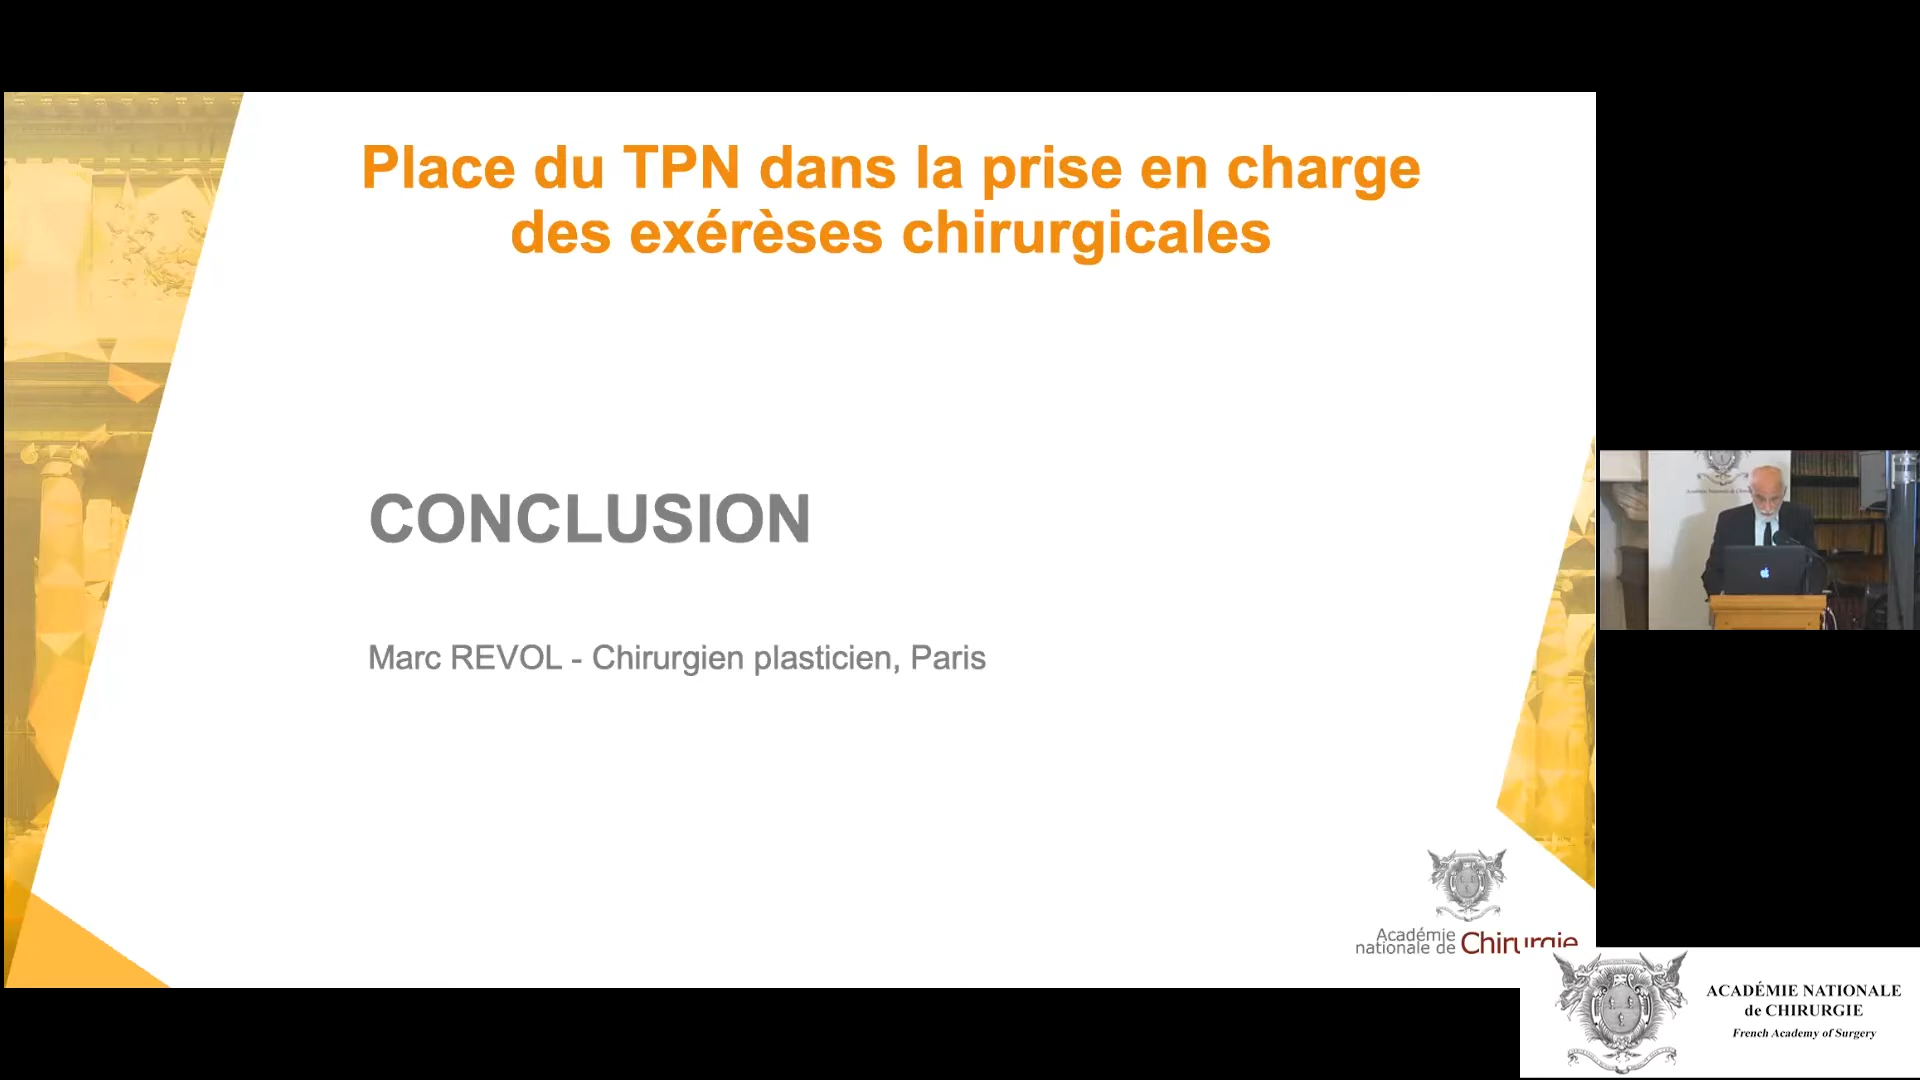 Place du TPN dans la prise en charge
des exérèses chirurgicales
CONCLUSION
Marc REVOL - Chirurgien plasticien, Paris
Académie
nationale de Chirurgie
ACADÉMIE NATIONALE
de CHIRURGIE
French Academy of Surgery